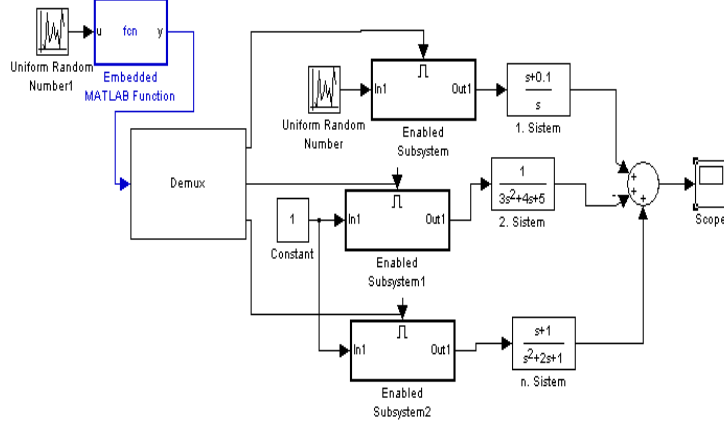 u fcn y
Uniform Random
Number1
Embedded
MATLAB Function
Demux
In1 Out1
Uniform Random
Number
Enabled
Subsystem
s+0.1
s
1. Sistem
1
Constant
In1 Out1
Enabled
Subsystem1
1
3s2+4s+5
2. Sistem
+
+
+
Scope
In1 Out1
Enabled
Subsystem2
s+1
s2+2s+1
n. Sistem